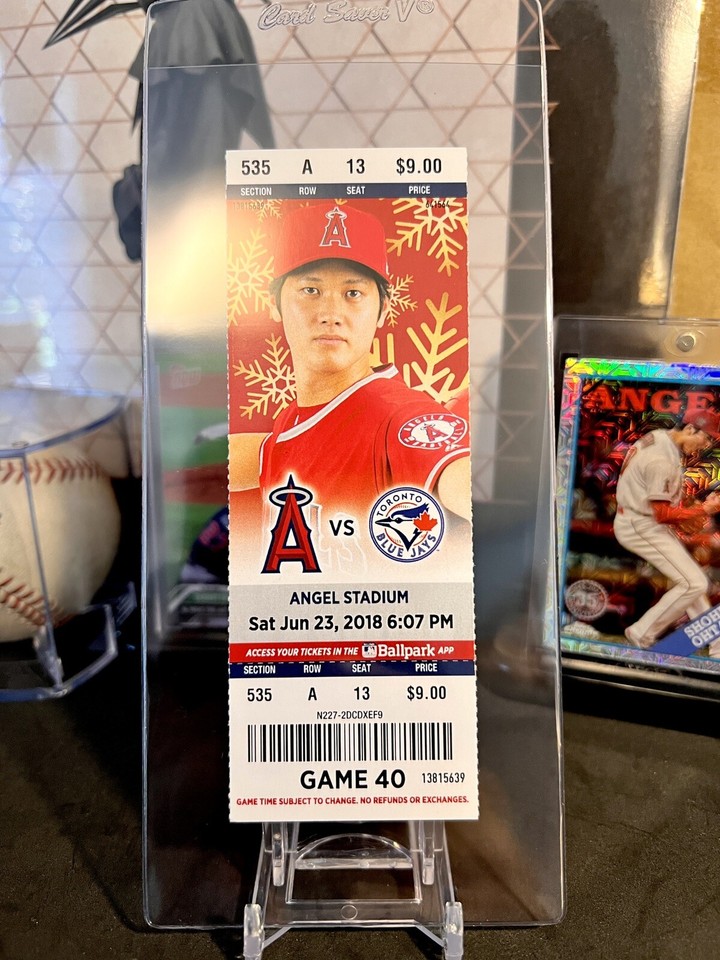 Card Saver V®
535 A 13 $9.00
SECTION ROW SEAT PRICE
A
ANGELS BASEBALL
A VS TORONTO BLUE JAYS
ANGEL STADIUM
Sat Jun 23, 2018 6:07 PM
ACCESS YOUR TICKETS IN THE Ballpark APP
SECTION ROW SEAT PRICE
535 A 13 $9.00
N227-2DCDXEF9
GAME 40 13815639
GAME TIME SUBJECT TO CHANGE. NO REFUNDS OR EXCHANGES.
ANGE
35